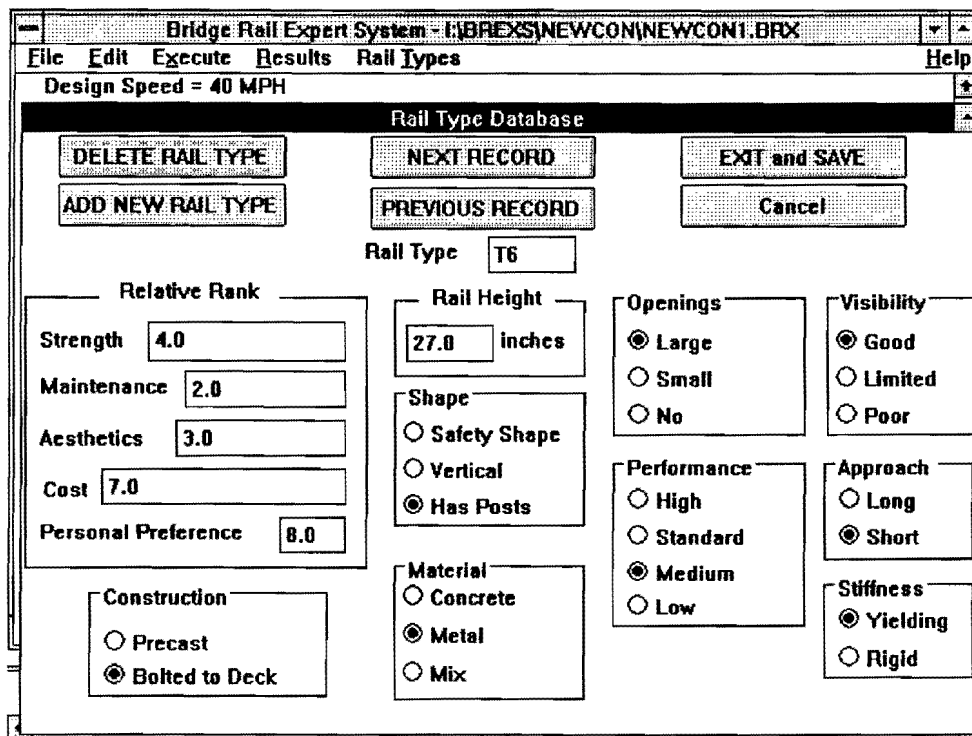 Bridge Rail Expert System - I:\BREXS\NEWCON\NEWCON1.BRX
File Edit Execute Results Rail Types Help
Design Speed = 40 MPH
Rail Type Database
DELETE RAIL TYPE NEXT RECORD EXIT and SAVE
ADD NEW RAIL TYPE PREVIOUS RECORD Cancel
Rail Type T6
Relative Rank
Strength 4.0
Maintenance 2.0
Aesthetics 3.0
Cost 7.0
Personal Preference 8.0
Construction
Precast
Bolted to Deck
Rail Height
27.0 inches
Shape
Safety Shape
Vertical
Has Posts
Material
Concrete
Metal
Mix
Openings
Large
Small
No
Performance
High
Standard
Medium
Low
Visibility
Good
Limited
Poor
Approach
Long
Short
Stiffness
Yielding
Rigid